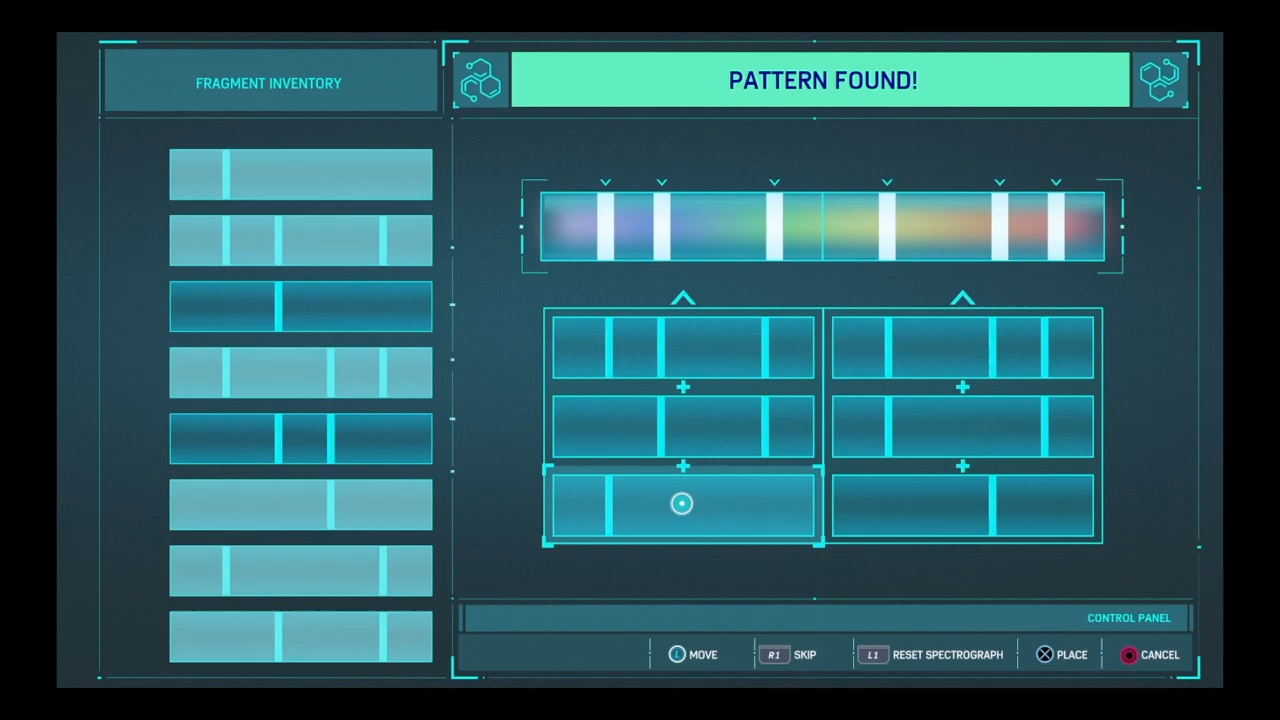 FRAGMENT INVENTORY
PATTERN FOUND!
CONTROL PANEL
L MOVE R1 SKIP L1 RESET SPECTROGRAPH PLACE CANCEL